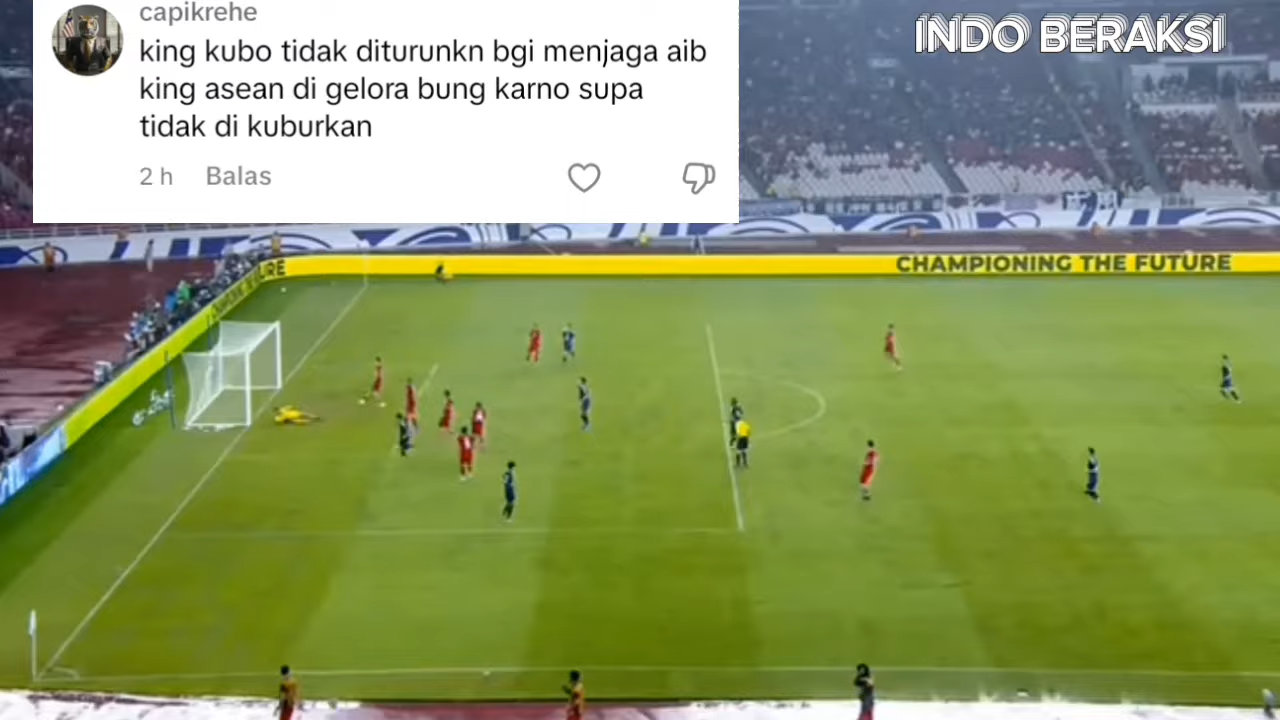 capikrehe
king kubo tidak diturunkn bgi menjaga aib
king asean di gelora bung karno supa
tidak di kuburkan
2 h Balas
INDO BERAKSI
CHAMPIONING THE FUTURE